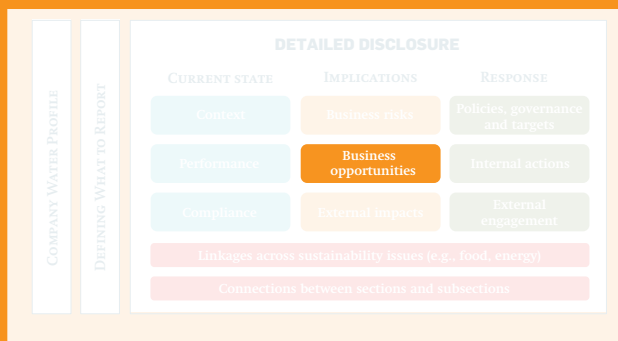 COMPANY WATER PROFILE
DEFINING WHAT TO REPORT
DETAILED DISCLOSURE
CURRENT STATE
IMPLICATIONS
RESPONSE
Context
Business risks
Policies, governance
and targets
Performance
Business
opportunities
Internal actions
Compliance
External impacts
External
engagement
Linkages across sustainability issues (e.g., food, energy)
Connections between sections and subsections